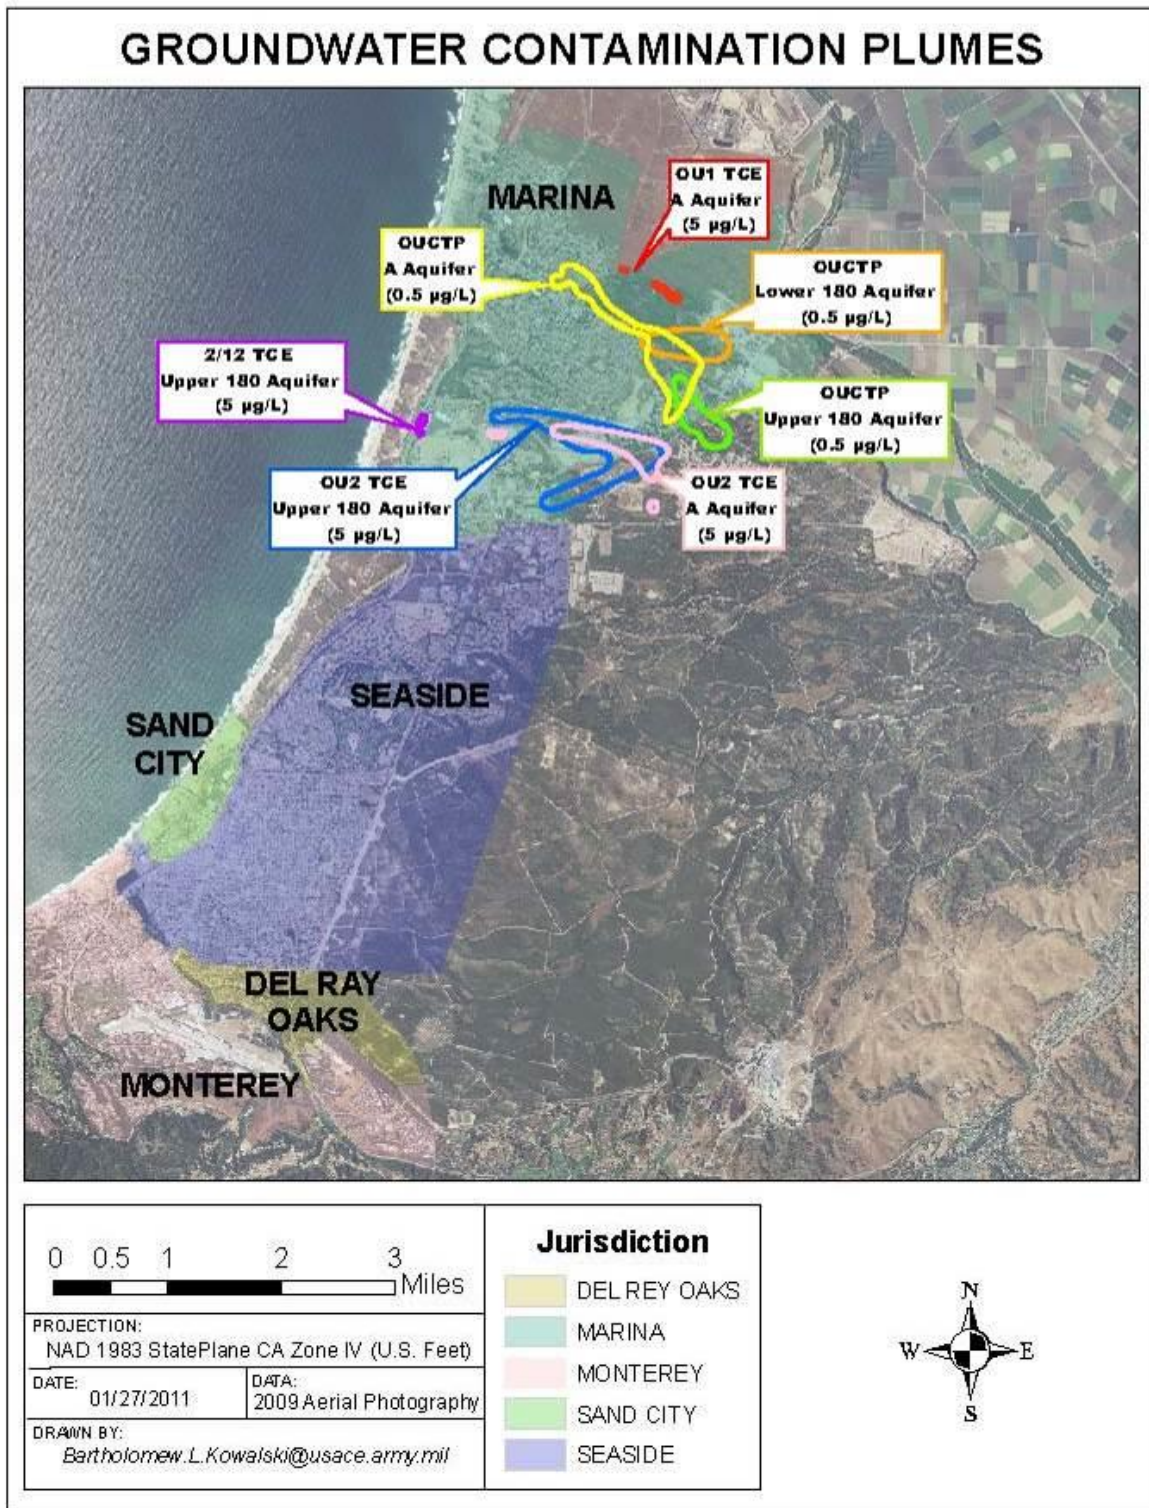 GROUNDWATER CONTAMINATION PLUMES
MARINA
OU1 TCE
A Aquifer
(5 µg/L)
OUCTP
A Aquifer
(0.5 µg/L)
OUCTP
Lower 180 Aquifer
(0.5 µg/L)
2/12 TCE
Upper 180 Aquifer
(5 µg/L)
OUCTP
Upper 180 Aquifer
(0.5 µg/L)
OU2 TCE
Upper 180 Aquifer
(5 µg/L)
OU2 TCE
A Aquifer
(5 µg/L)
SEASIDE
SAND
CITY
DEL RAY
OAKS
MONTEREY
0 0.5 1 2 3
Miles
PROJECTION:
NAD 1983 StatePlane CA Zone IV (U.S. Feet)
DATE:
01/27/2011
DATA:
2009 Aerial Photography
DRAWN BY:
Bartholomew.L.Kowalski@usace.army.mil
Jurisdiction
DEL REY OAKS
MARINA
MONTEREY
SAND CITY
SEASIDE
N
W E
S